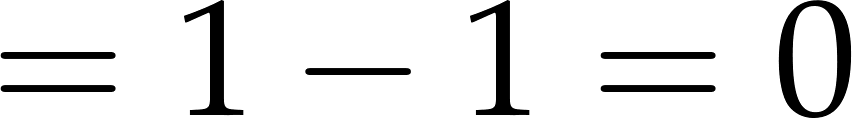 = 1 − 1 = 0